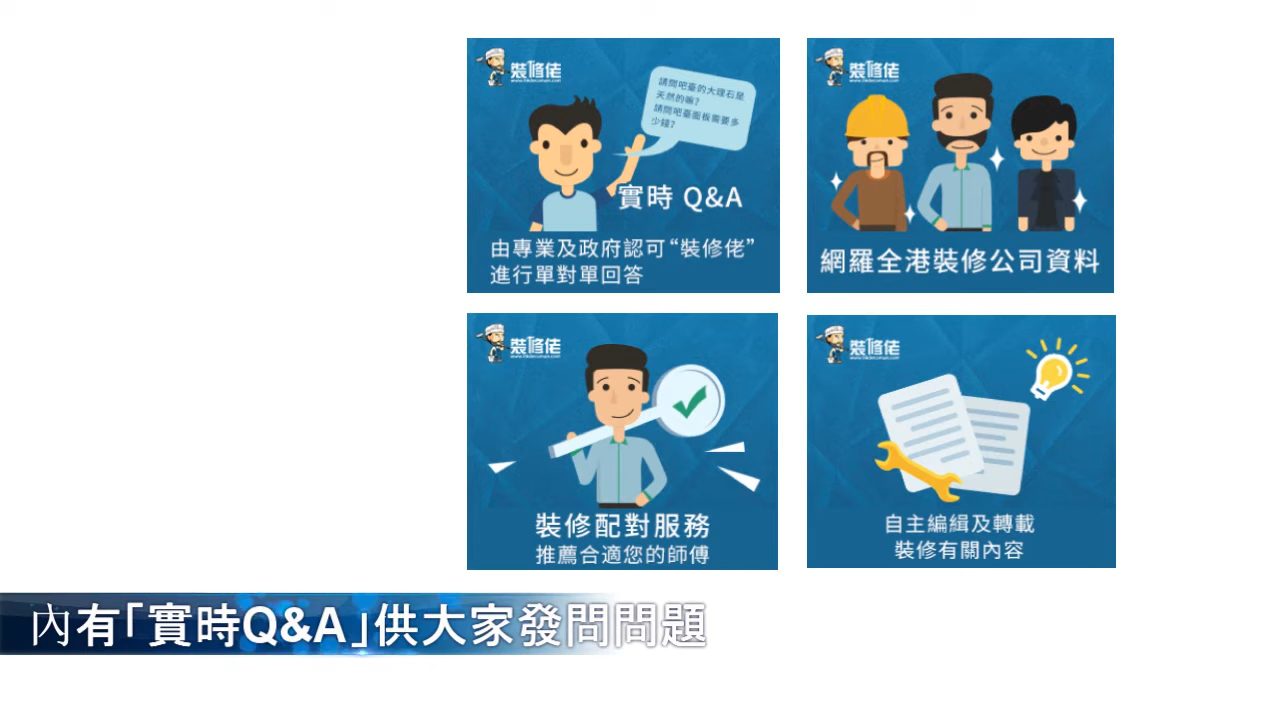 裝修佬
請問吧臺的大理石是
天然的嘛?
請問吧臺面板需要多
少錢?
實時 Q&A
由專業及政府認可“裝修佬”
進行單對單回答
裝修佬
網羅全港裝修公司資料
裝修佬
裝修配對服務
推薦合適您的師傅
裝修佬
自主編緝及轉載
裝修有關內容
內有「實時Q&A」供大家發問問題